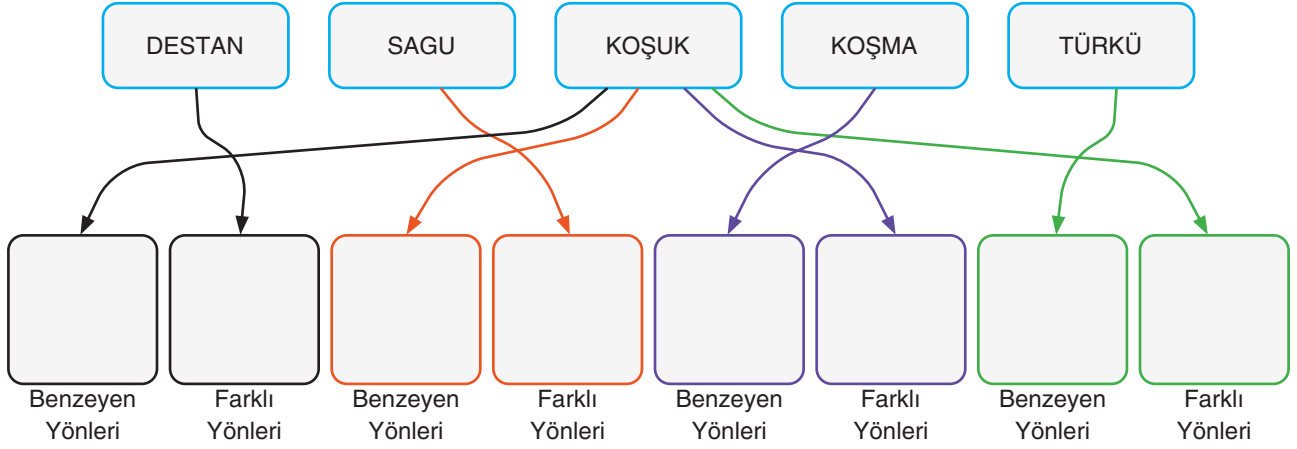 DESTAN
SAGU
KOŞUK
KOŞMA
TÜRKÜ
Benzeyen
Yönleri
Farklı
Yönleri
Benzeyen
Yönleri
Farklı
Yönleri
Benzeyen
Yönleri
Farklı
Yönleri
Benzeyen
Yönleri
Farklı
Yönleri